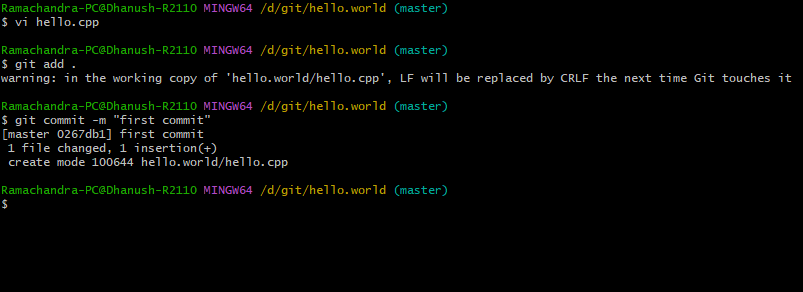 Ramachandra-PC@Dhanush-R2110 MINGW64 /d/git/hello.world (master)
$ vi hello.cpp
Ramachandra-PC@Dhanush-R2110 MINGW64 /d/git/hello.world (master)
$ git add .
warning: in the working copy of 'hello.world/hello.cpp', LF will be replaced by CRLF the next time Git touches it
Ramachandra-PC@Dhanush-R2110 MINGW64 /d/git/hello.world (master)
$ git commit -m "first commit"
[master 0267db1] first commit
 1 file changed, 1 insertion(+)
 create mode 100644 hello.world/hello.cpp
Ramachandra-PC@Dhanush-R2110 MINGW64 /d/git/hello.world (master)
$